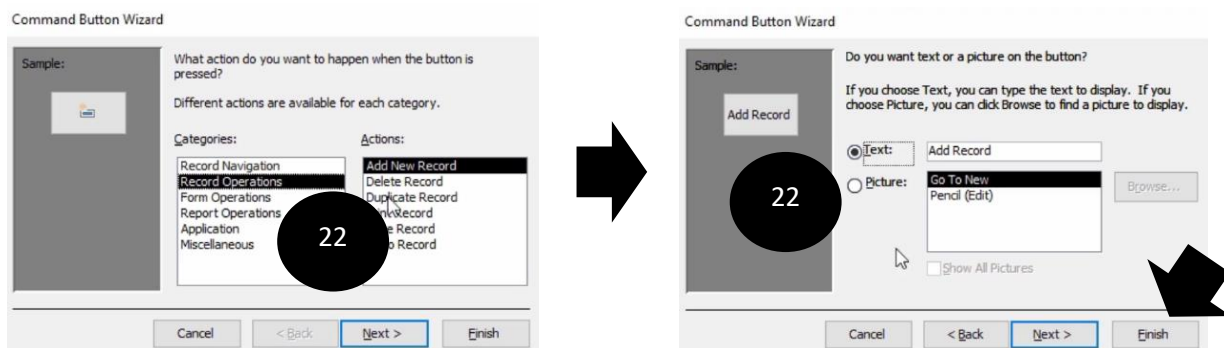 Command Button Wizard
Sample:
What action do you want to happen when the button is
pressed?
Different actions are available for each category.
Categories:
Actions:
Record Navigation
Record Operations
Form Operations
Report Operations
Application
Miscellaneous
Add New Record
Delete Record
Duplicate Record
Record
Record
Record
22
Cancel
< Back
Next >
Finish
Command Button Wizard
Sample:
Add Record
Do you want text or a picture on the button?
If you choose Text, you can type the text to display. If you
choose Picture, you can click Browse to find a picture to display.
Text:
Add Record
Picture:
Go To New
Pencil (Edit)
Browse...
Show All Pictures
22
Cancel
< Back
Next >
Finish